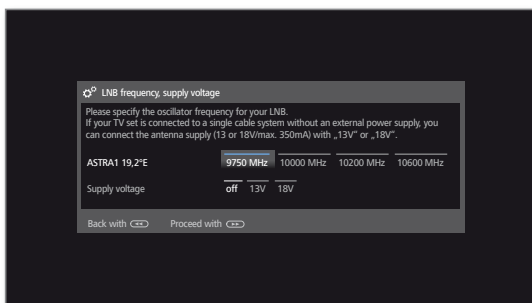 LNB frequency, supply voltage
Please specify the oscillator frequency for your LNB.
If your TV set is connected to a single cable system without an external power supply, you
can connect the antenna supply (13 or 18V/max. 350mA) with „13V” or „18V”.
ASTRA1 19,2°E 9750 MHz 10000 MHz 10200 MHz 10600 MHz
Supply voltage off 13V 18V
Back with Proceed with